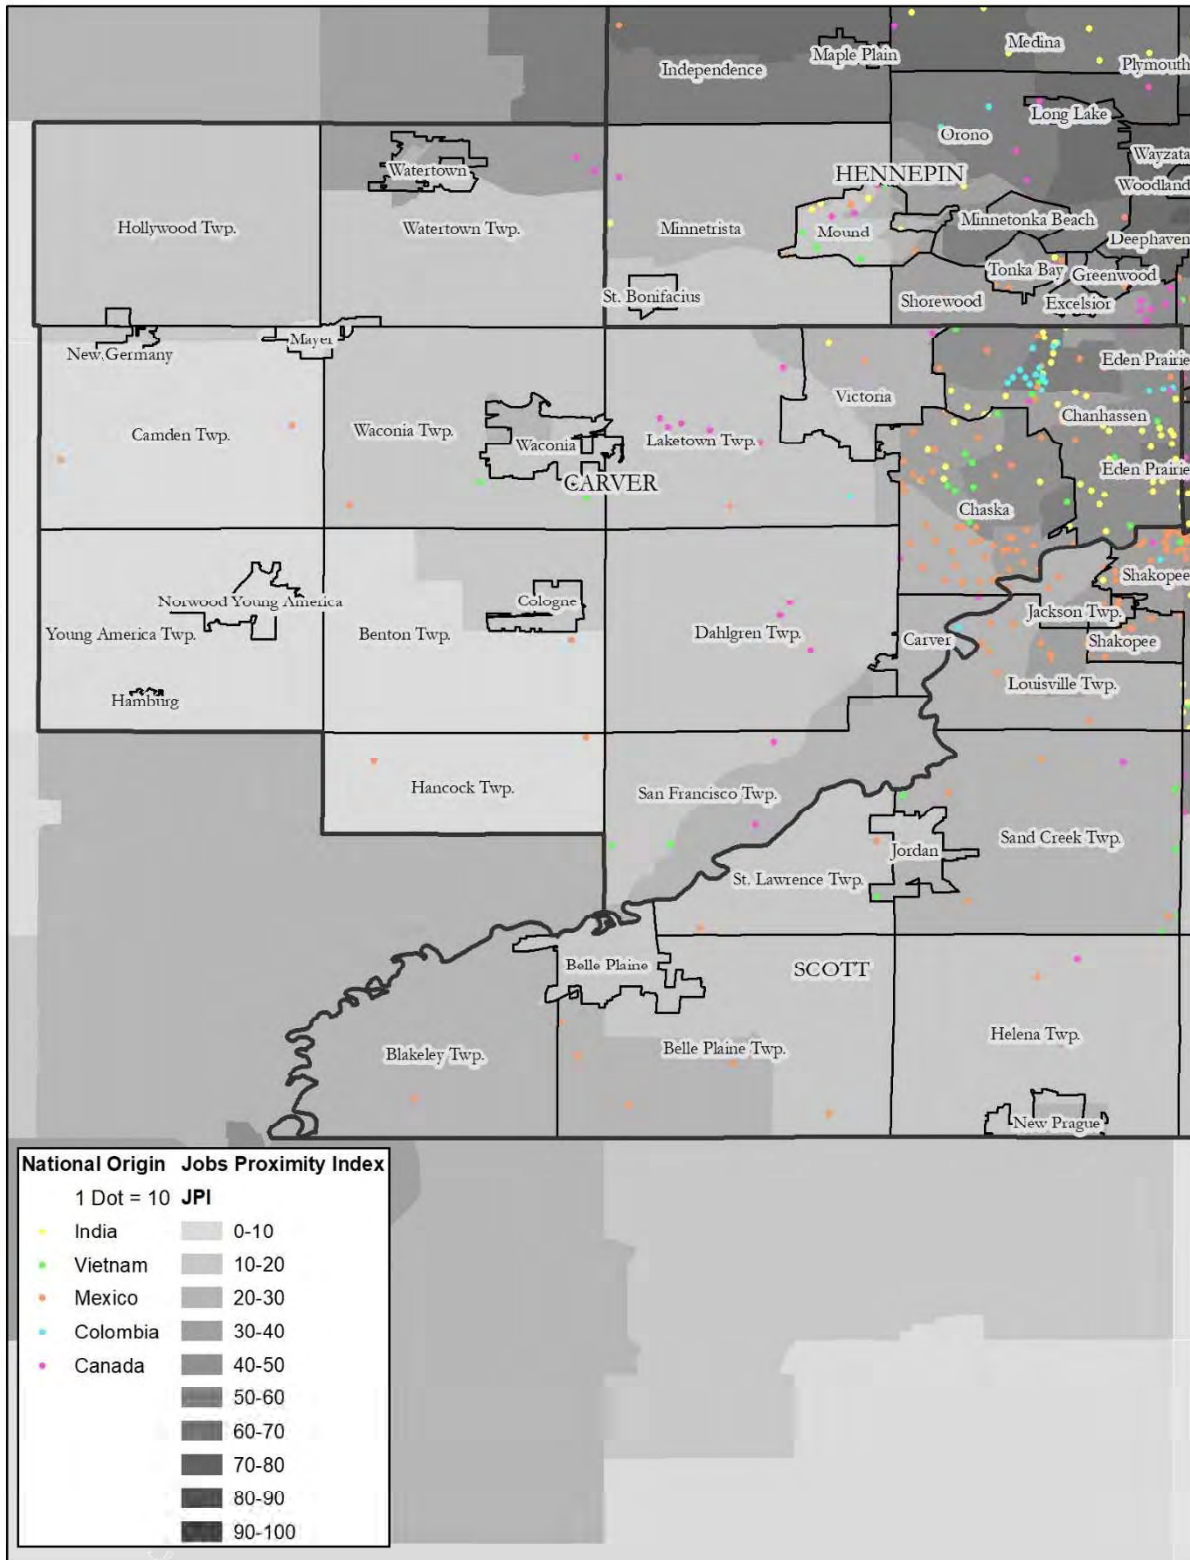 Maple Plain
Medina
Independence
Plymouth
Long Lake
Orono
Wayzata
Watertown
HENNEPIN
Woodland
Hollywood Twp.
Watertown Twp.
Minnetrista
Mound
Minnetonka Beach
Deephaven
Tonka Bay
Greenwood
St. Bonifacius
Shorewood
Excelsior
New Germany
Mayer
Eden Prairie
Victoria
Chanhassen
Camden Twp.
Waconia Twp.
Waconia
Laketown Twp.
Eden Prairie
CARVER
Chaska
Shakopee
Norwood Young America
Cologne
Jackson Twp.
Young America Twp.
Benton Twp.
Dahlgren Twp.
Carver
Shakopee
Louisville Twp.
Hamburg
Hancock Twp.
San Francisco Twp.
Sand Creek Twp.
Jordan
St. Lawrence Twp.
Belle Plaine
SCOTT
Helena Twp.
Blakeley Twp.
Belle Plaine Twp.
New Prague
National Origin Jobs Proximity Index
1 Dot = 10 JPI
India 0-10
Vietnam 10-20
Mexico 20-30
Colombia 30-40
Canada 40-50
50-60
60-70
70-80
80-90
90-100